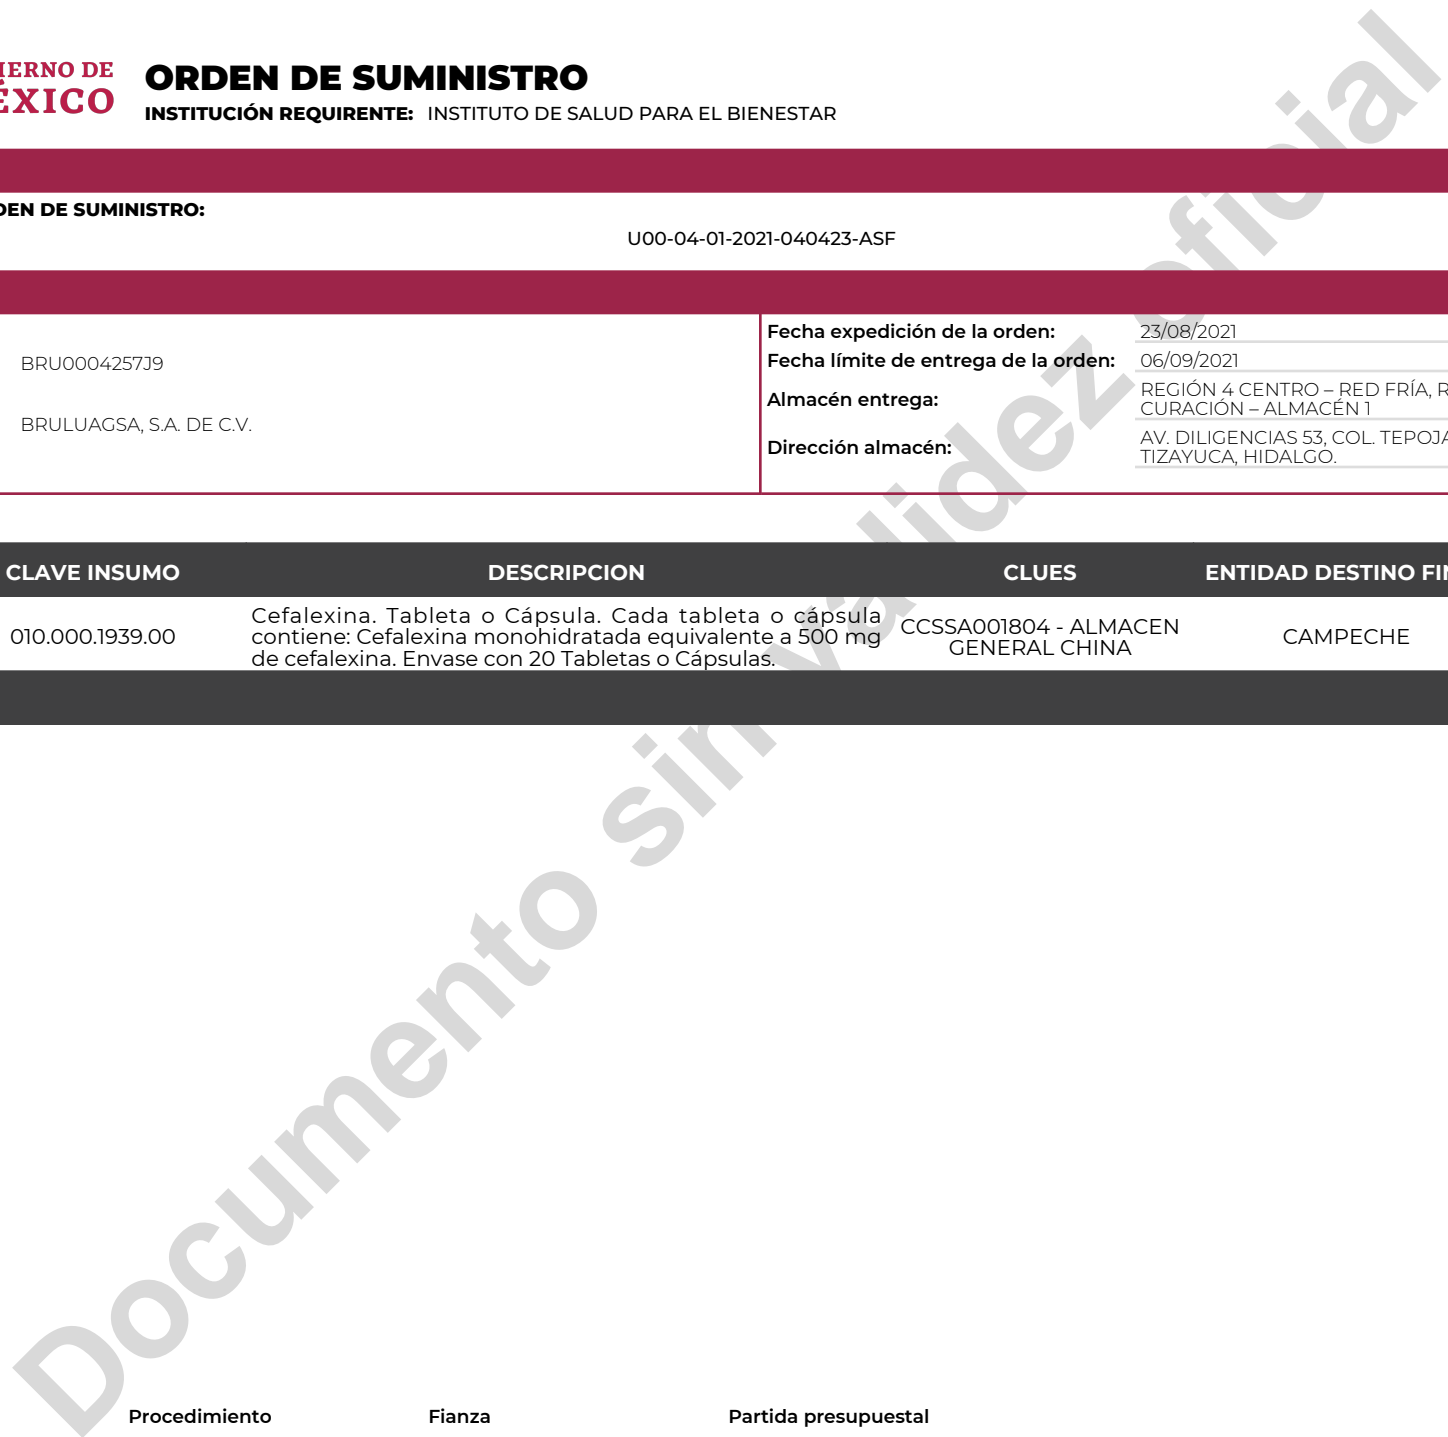 IERNO DE
ÉXICO
ORDEN DE SUMINISTRO
INSTITUCIÓN REQUIRENTE: INSTITUTO DE SALUD PARA EL BIENESTAR
DEN DE SUMINISTRO:
U00-04-01-2021-040423-ASF
BRU0004257J9
BRULUAGSA, S.A. DE C.V.
Fecha expedición de la orden: 23/08/2021
Fecha límite de entrega de la orden: 06/09/2021
Almacén entrega: REGIÓN 4 CENTRO – RED FRÍA, R
CURACIÓN – ALMACÉN 1
Dirección almacén: AV. DILIGENCIAS 53, COL. TEPOJA
TIZAYUCA, HIDALGO.
CLAVE INSUMO DESCRIPCION CLUES ENTIDAD DESTINO FIN
010.000.1939.00
Cefalexina. Tableta o Cápsula. Cada tableta o cápsula
contiene: Cefalexina monohidratada equivalente a 500 mg
de cefalexina. Envase con 20 Tabletas o Cápsulas.
CCSSA001804 - ALMACEN
GENERAL CHINA
CAMPECHE
Documento sin validez oficial
Procedimiento Fianza Partida presupuestal